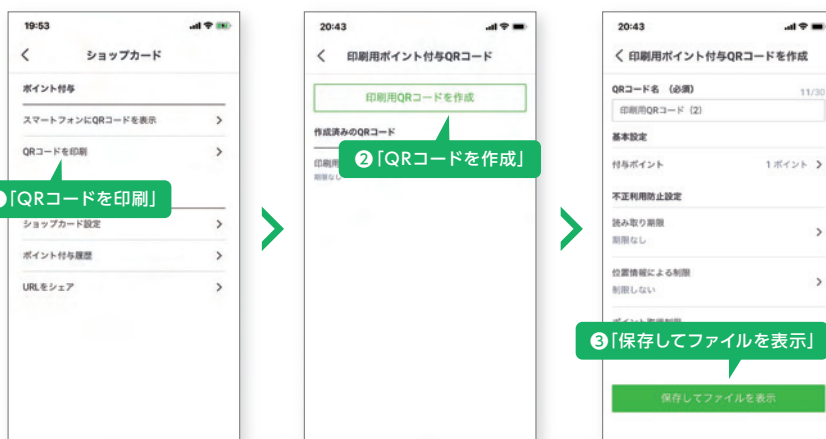 19:53
ショップカード
ポイント付与
スマートフォンにQRコードを表示
QRコードを印刷
「QRコードを印刷」
ショップカード設定
ポイント付与履歴
URLをシェア
20:43
印刷用ポイント付与QRコード
印刷用QRコードを作成
作成済みのQRコード
❷「QRコードを作成」
印刷用
期限なし
20:43
印刷用ポイント付与QRコードを作成
QRコード名 （必須） 11/30
印刷用QRコード (2)
基本設定
付与ポイント 1 ポイント
不正利用防止設定
読み取り期限
期限なし
位置情報による制限
制限しない
❸「保存してファイルを表示」
保存してファイルを表示